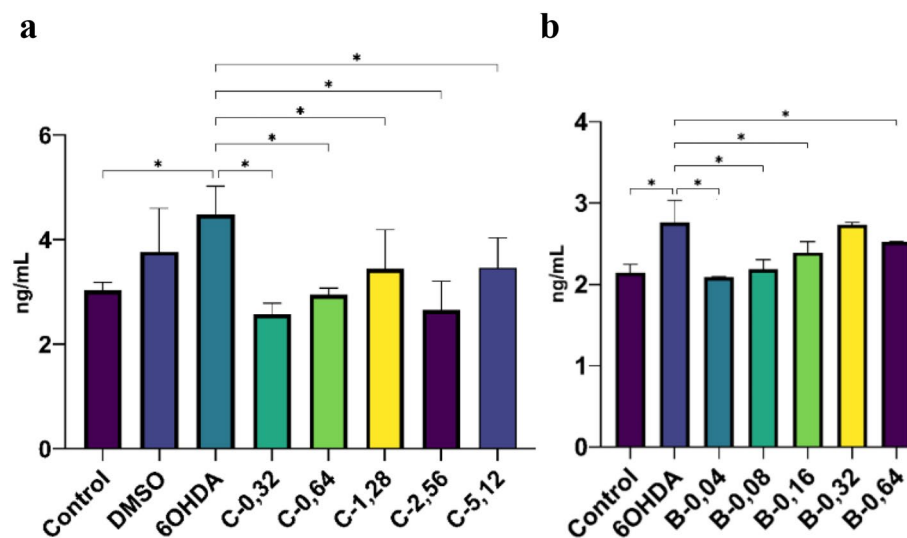 a
*
*
*
*
*
*
6
4
2
0
ng/mL
Control
DMSO
6OHDA
C-0,32
C-0,64
C-1,28
C-2,56
C-5,12
b
*
*
*
*
*
4
3
2
1
0
ng/mL
Control
6OHDA
B-0,04
B-0,08
B-0,16
B-0,32
B-0,64